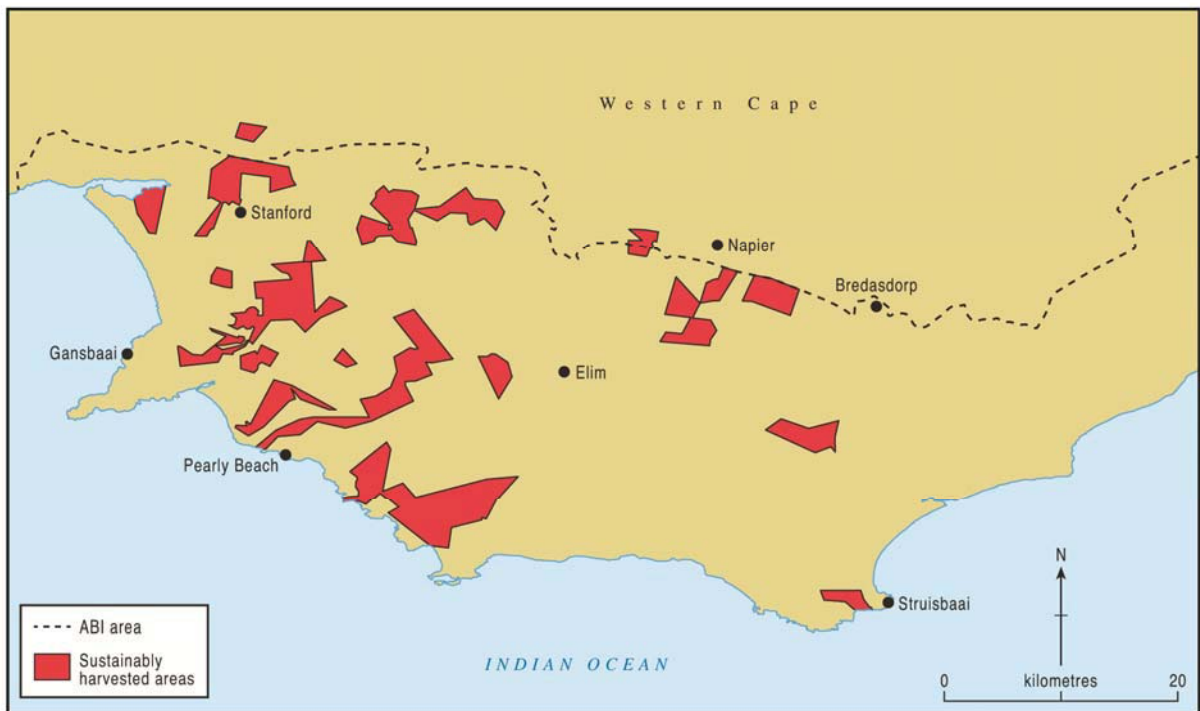 Western Cape
Stanford
Napier
Bredasdorp
Gansbaai
Elim
Pearly Beach
N
Struisbaai
ABI area
Sustainably
harvested areas
INDIAN OCEAN
0 kilometres 20